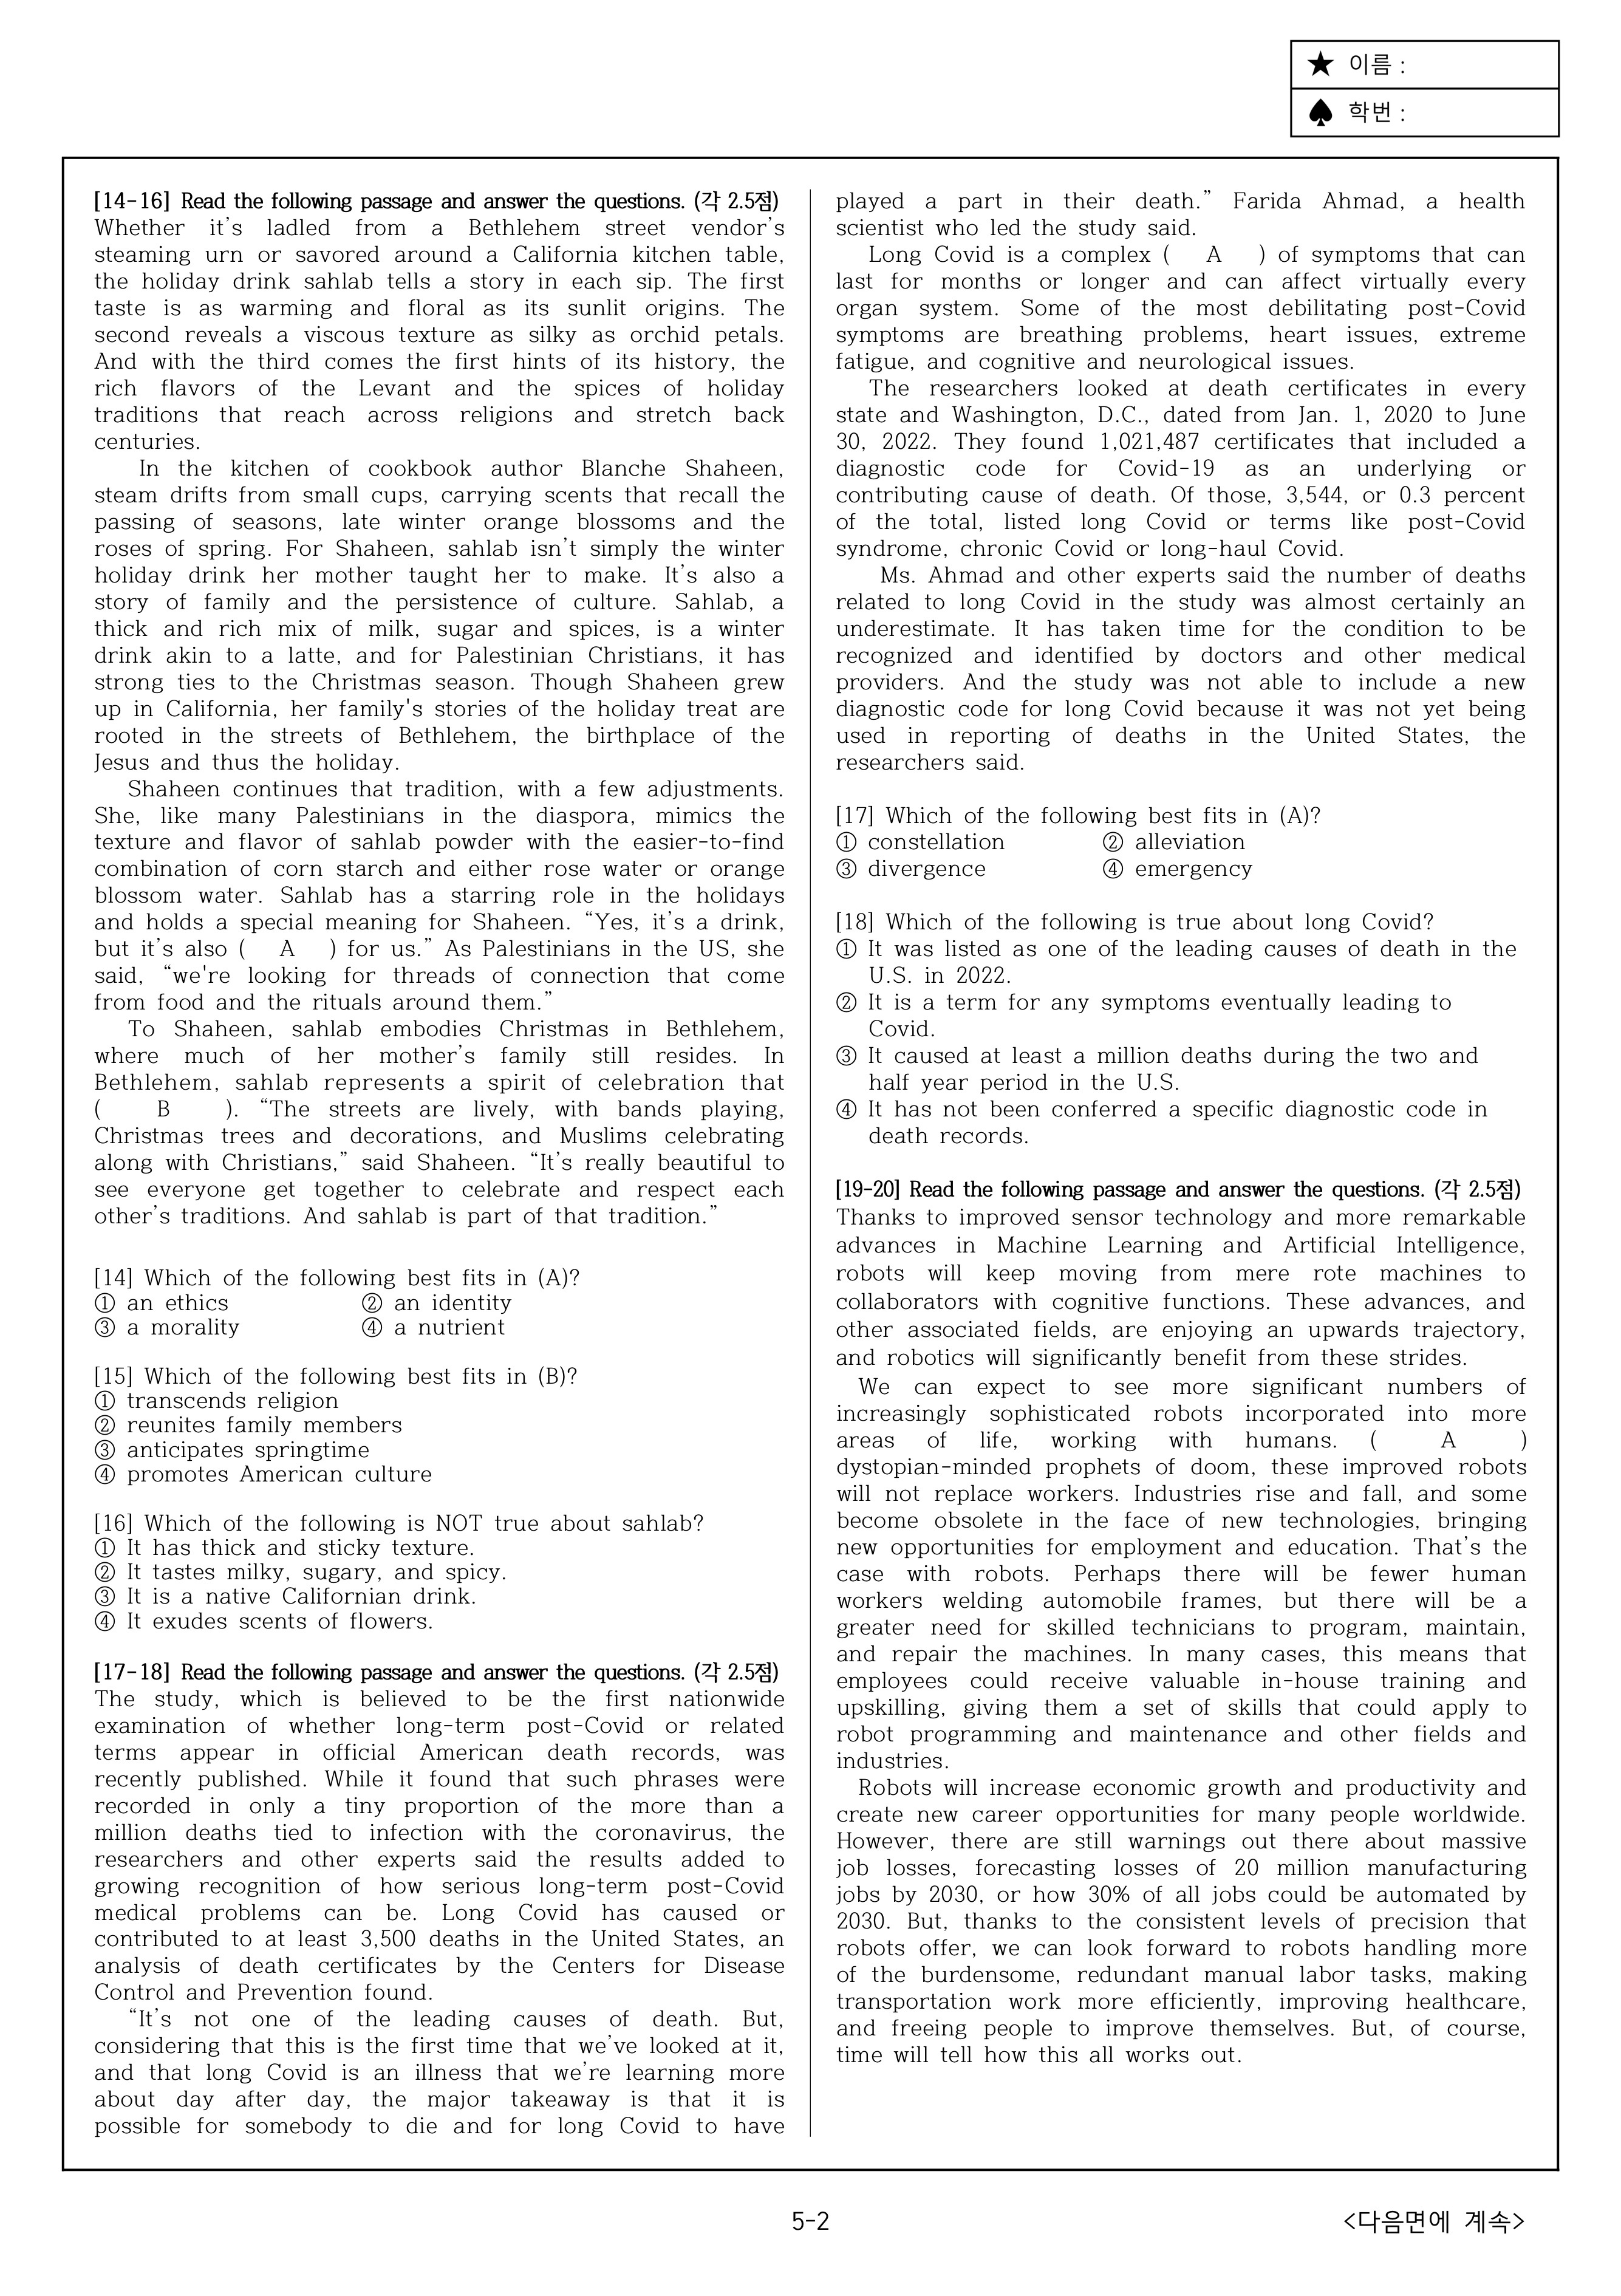 ★ 이름 :
♠ 학번 :
[14-16] Read the following passage and answer the questions. (각 2.5점)
Whether it's ladled from a Bethlehem street vendor's
steaming urn or savored around a California kitchen table,
the holiday drink sahlab tells a story in each sip. The first
taste is as warming and floral as its sunlit origins. The
second reveals a viscous texture as silky as orchid petals.
And with the third comes the first hints of its history, the
rich flavors of the Levant and the spices of holiday
traditions that reach across religions and stretch back
centuries.
In the kitchen of cookbook author Blanche Shaheen,
steam drifts from small cups, carrying scents that recall the
passing of seasons, late winter orange blossoms and the
roses of spring. For Shaheen, sahlab isn't simply the winter
holiday drink her mother taught her to make. It's also a
story of family and the persistence of culture. Sahlab, a
thick and rich mix of milk, sugar and spices, is a winter
drink akin to a latte, and for Palestinian Christians, it has
strong ties to the Christmas season. Though Shaheen grew
up in California, her family's stories of the holiday treat are
rooted in the streets of Bethlehem, the birthplace of the
Jesus and thus the holiday.
Shaheen continues that tradition, with a few adjustments.
She, like many Palestinians in the diaspora, mimics the
texture and flavor of sahlab powder with the easier-to-find
combination of corn starch and either rose water or orange
blossom water. Sahlab has a starring role in the holidays
and holds a special meaning for Shaheen. “Yes, it's a drink,
but it's also ( A ) for us.” As Palestinians in the US, she
said, “we're looking for threads of connection that come
from food and the rituals around them.”
To Shaheen, sahlab embodies Christmas in Bethlehem,
where much of her mother's family still resides. In
Bethlehem, sahlab represents a spirit of celebration that
( B ). “The streets are lively, with bands playing,
Christmas trees and decorations, and Muslims celebrating
along with Christians,” said Shaheen. “It's really beautiful to
see everyone get together to celebrate and respect each
other's traditions. And sahlab is part of that tradition.”
[14] Which of the following best fits in (A)?
① an ethics ② an identity
③ a morality ④ a nutrient
[15] Which of the following best fits in (B)?
① transcends religion
② reunites family members
③ anticipates springtime
④ promotes American culture
[16] Which of the following is NOT true about sahlab?
① It has thick and sticky texture.
② It tastes milky, sugary, and spicy.
③ It is a native Californian drink.
④ It exudes scents of flowers.
[17-18] Read the following passage and answer the questions. (각 2.5점)
The study, which is believed to be the first nationwide
examination of whether long-term post-Covid or related
terms appear in official American death records, was
recently published. While it found that such phrases were
recorded in only a tiny proportion of the more than a
million deaths tied to infection with the coronavirus, the
researchers and other experts said the results added to
growing recognition of how serious long-term post-Covid
medical problems can be. Long Covid has caused or
contributed to at least 3,500 deaths in the United States, an
analysis of death certificates by the Centers for Disease
Control and Prevention found.
“It's not one of the leading causes of death. But,
considering that this is the first time that we've looked at it,
and that long Covid is an illness that we're learning more
about day after day, the major takeaway is that it is
possible for somebody to die and for long Covid to have
played a part in their death.” Farida Ahmad, a health
scientist who led the study said.
Long Covid is a complex ( A ) of symptoms that can
last for months or longer and can affect virtually every
organ system. Some of the most debilitating post-Covid
symptoms are breathing problems, heart issues, extreme
fatigue, and cognitive and neurological issues.
The researchers looked at death certificates in every
state and Washington, D.C., dated from Jan. 1, 2020 to June
30, 2022. They found 1,021,487 certificates that included a
diagnostic code for Covid-19 as an underlying or
contributing cause of death. Of those, 3,544, or 0.3 percent
of the total, listed long Covid or terms like post-Covid
syndrome, chronic Covid or long-haul Covid.
Ms. Ahmad and other experts said the number of deaths
related to long Covid in the study was almost certainly an
underestimate. It has taken time for the condition to be
recognized and identified by doctors and other medical
providers. And the study was not able to include a new
diagnostic code for long Covid because it was not yet being
used in reporting of deaths in the United States, the
researchers said.
[17] Which of the following best fits in (A)?
① constellation ② alleviation
③ divergence ④ emergency
[18] Which of the following is true about long Covid?
① It was listed as one of the leading causes of death in the
U.S. in 2022.
② It is a term for any symptoms eventually leading to
Covid.
③ It caused at least a million deaths during the two and
half year period in the U.S.
④ It has not been conferred a specific diagnostic code in
death records.
[19-20] Read the following passage and answer the questions. (각 2.5점)
Thanks to improved sensor technology and more remarkable
advances in Machine Learning and Artificial Intelligence,
robots will keep moving from mere rote machines to
collaborators with cognitive functions. These advances, and
other associated fields, are enjoying an upwards trajectory,
and robotics will significantly benefit from these strides.
We can expect to see more significant numbers of
increasingly sophisticated robots incorporated into more
areas of life, working with humans. ( A )
dystopian-minded prophets of doom, these improved robots
will not replace workers. Industries rise and fall, and some
become obsolete in the face of new technologies, bringing
new opportunities for employment and education. That's the
case with robots. Perhaps there will be fewer human
workers welding automobile frames, but there will be a
greater need for skilled technicians to program, maintain,
and repair the machines. In many cases, this means that
employees could receive valuable in-house training and
upskilling, giving them a set of skills that could apply to
robot programming and maintenance and other fields and
industries.
Robots will increase economic growth and productivity and
create new career opportunities for many people worldwide.
However, there are still warnings out there about massive
job losses, forecasting losses of 20 million manufacturing
jobs by 2030, or how 30% of all jobs could be automated by
2030. But, thanks to the consistent levels of precision that
robots offer, we can look forward to robots handling more
of the burdensome, redundant manual labor tasks, making
transportation work more efficiently, improving healthcare,
and freeing people to improve themselves. But, of course,
time will tell how this all works out.
5-2
<다음면에 계속>